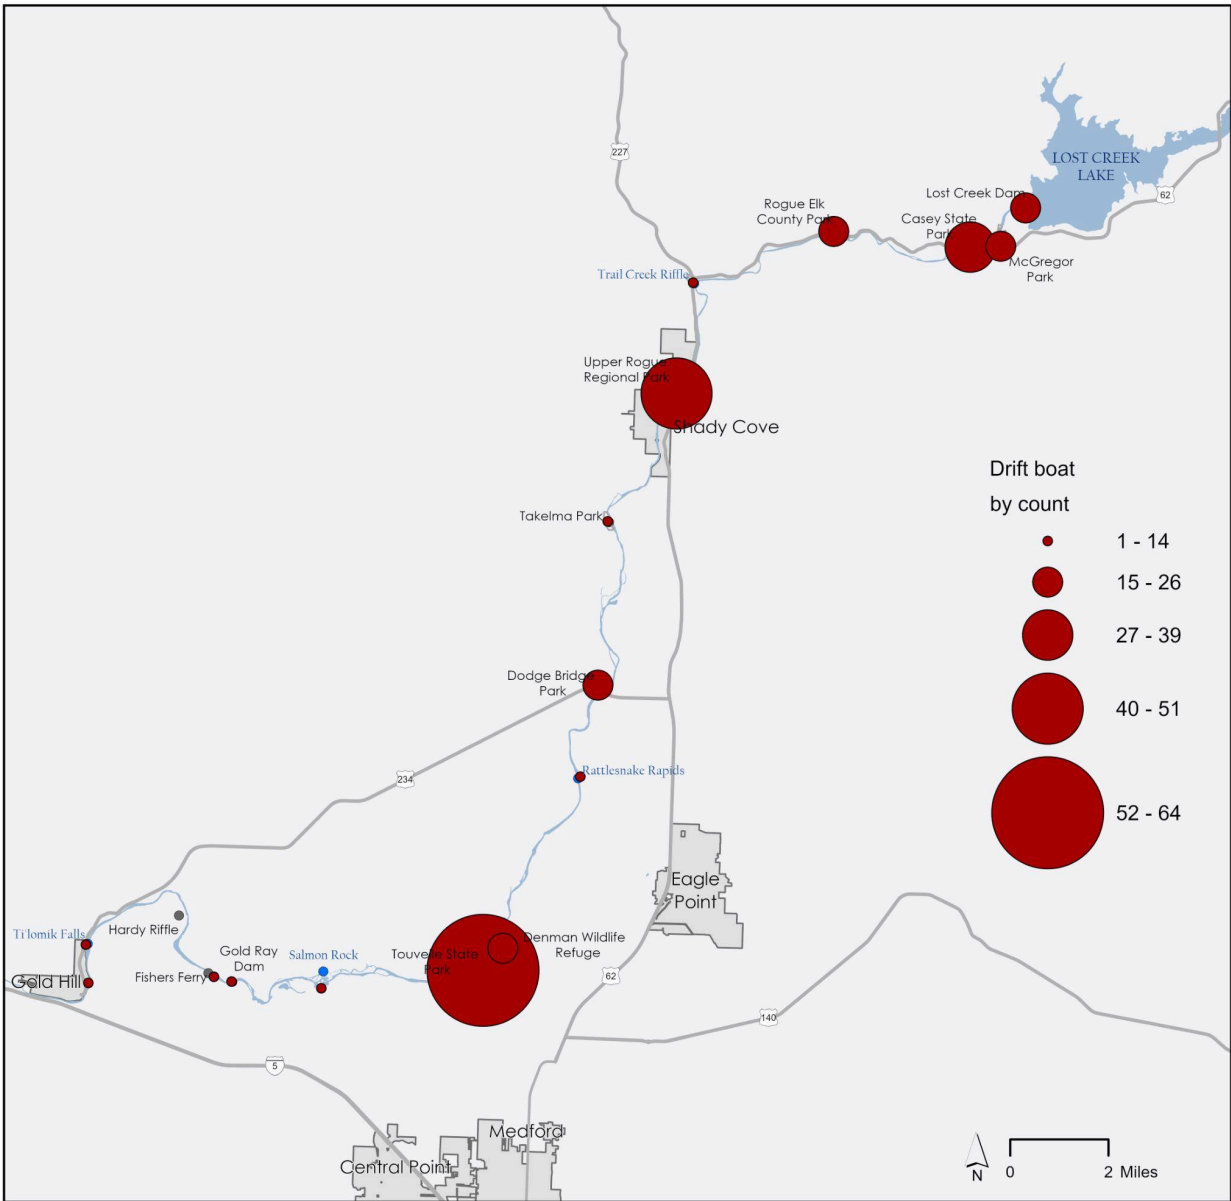 227
LOST CREEK
LAKE
62
Lost Creek Dam
Rogue Elk
County Park
Casey State
Park
McGregor
Park
Trail Creek Riffle
Upper Rogue
Regional Park
Shady Cove
Drift boat
by count
1 - 14
15 - 26
27 - 39
40 - 51
52 - 64
Takelma Park
Dodge Bridge
Park
234
Rattlesnake Rapids
Eagle
Point
Hardy Riffle
Ti'lomik Falls
Gold Hill
Fishers Ferry
Gold Ray
Dam
Salmon Rock
Touvelle State
Park
Denman Wildlife
Refuge
62
140
5
Medford
Central Point
N
0 2 Miles